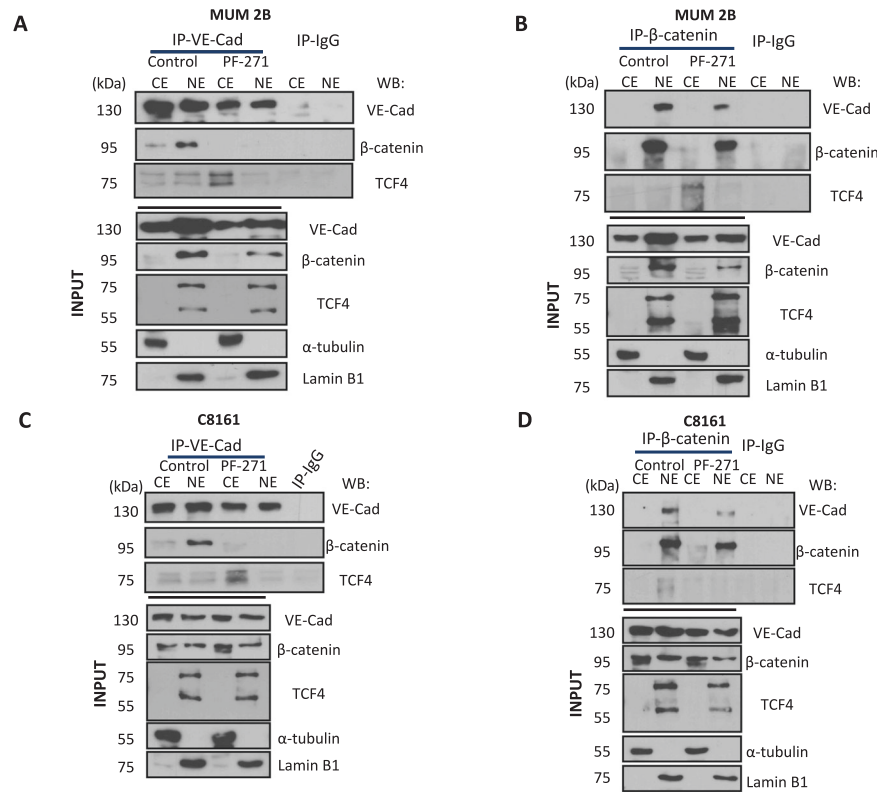 A
MUM 2B
IP-VE-Cad IP-IgG
Control PF-271
(kDa) CE NE CE NE CE NE WB:
130 VE-Cad
95 β-catenin
75 TCF4
INPUT
130 VE-Cad
95 β-catenin
75 TCF4
55
55 α-tubulin
75 Lamin B1
B
MUM 2B
IP-β-catenin IP-IgG
Control PF-271
(kDa) CE NE CE NE CE NE WB:
130 VE-Cad
95 β-catenin
75 TCF4
INPUT
130 VE-Cad
95 β-catenin
75 TCF4
55
55 α-tubulin
75 Lamin B1
C
C8161
IP-VE-Cad IP-IgG
Control PF-271
(kDa) CE NE CE NE WB:
130 VE-Cad
95 β-catenin
75 TCF4
INPUT
130 VE-Cad
95 β-catenin
75 TCF4
55
55 α-tubulin
75 Lamin B1
D
C8161
IP-β-catenin IP-IgG
Control PF-271
(kDa) CE NE CE NE CE NE WB:
130 VE-Cad
95 β-catenin
75 TCF4
INPUT
130 VE-Cad
95 β-catenin
75 TCF4
55
55 α-tubulin
75 Lamin B1